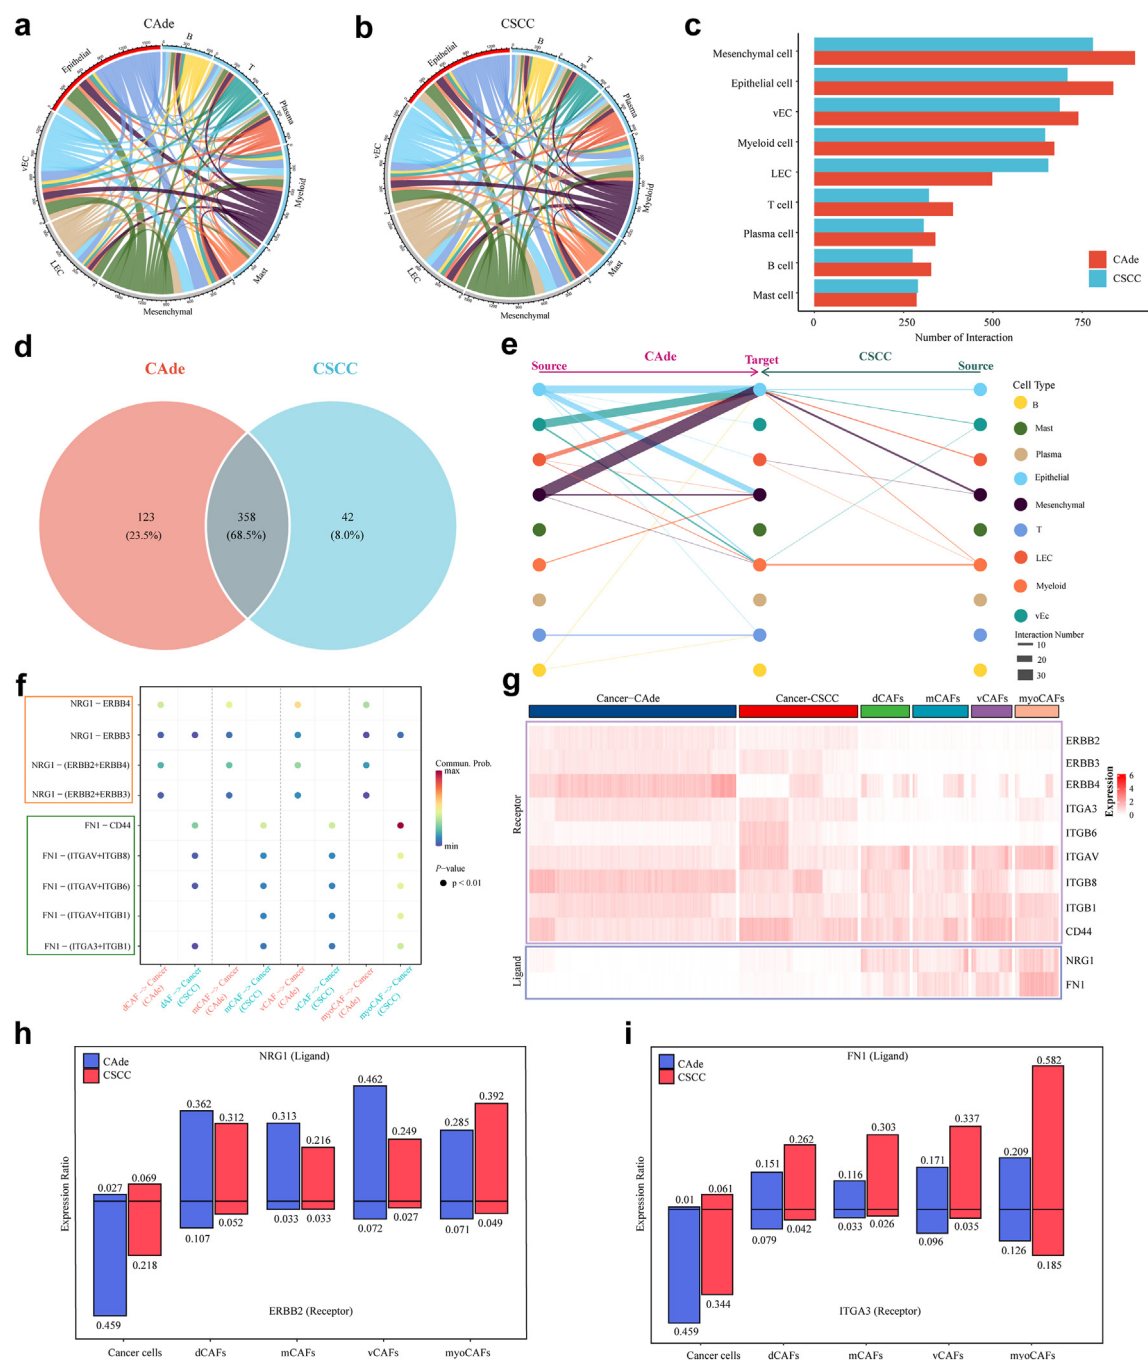 a
CAde
B
T
Plasma
Myeloid
Mast
Mesenchymal
LEC
vEC
Epithelial
b
CSCC
B
T
Plasma
Myeloid
Mast
Mesenchymal
LEC
vEC
Epithelial
c
Mesenchymal cell
Epithelial cell
vEC
Myeloid cell
LEC
T cell
Plasma cell
B cell
Mast cell
0 250 500 750
Number of Interaction
CAde
CSCC
d
CAde CSCC
123 358 42
(23.5%) (68.5%) (8.0%)
e
CAde CSCC
Source Target Source
Cell Type
B
Mast
Plasma
Epithelial
Mesenchymal
T
LEC
Myeloid
vEc
Interaction Number
10
20
30
f
NRG1 − ERBB4
NRG1 − ERBB3
NRG1 − (ERBB2+ERBB4)
NRG1 − (ERBB2+ERBB3)
FN1 − CD44
FN1 − (ITGAV+ITGB8)
FN1 − (ITGAV+ITGB6)
FN1 − (ITGAV+ITGB1)
FN1 − (ITGA3+ITGB1)
dCAF −> Cancer
(CAde)
dAF −> Cancer
(CSCC)
mCAF −> Cancer
(CAde)
mCAF −> Cancer
(CSCC)
vCAF −> Cancer
(CAde)
vCAF −> Cancer
(CSCC)
myoCAF −> Cancer
(CAde)
myoCAF −> Cancer
(CSCC)
Commun. Prob.
max
min
P−value
p < 0.01
g
Cancer−CAde Cancer-CSCC dCAFs mCAFs vCAFs myoCAFs
Receptor
ERBB2
ERBB3
ERBB4
ITGA3
ITGB6
ITGAV
ITGB8
ITGB1
CD44
Ligand
NRG1
FN1
Expression
6
4
2
0
h
NRG1 (Ligand)
CAde
CSCC
Expression Ratio
0.027 0.069 0.362 0.312 0.313 0.216 0.462 0.249 0.285 0.392
0.459 0.218 0.107 0.052 0.033 0.033 0.072 0.027 0.071 0.049
ERBB2 (Receptor)
Cancer cells dCAFs mCAFs vCAFs myoCAFs
i
FN1 (Ligand)
CAde
CSCC
Expression Ratio
0.01 0.061 0.151 0.262 0.116 0.303 0.171 0.337 0.209 0.582
0.459 0.344 0.079 0.042 0.033 0.026 0.096 0.035 0.126 0.185
ITGA3 (Receptor)
Cancer cells dCAFs mCAFs vCAFs myoCAFs